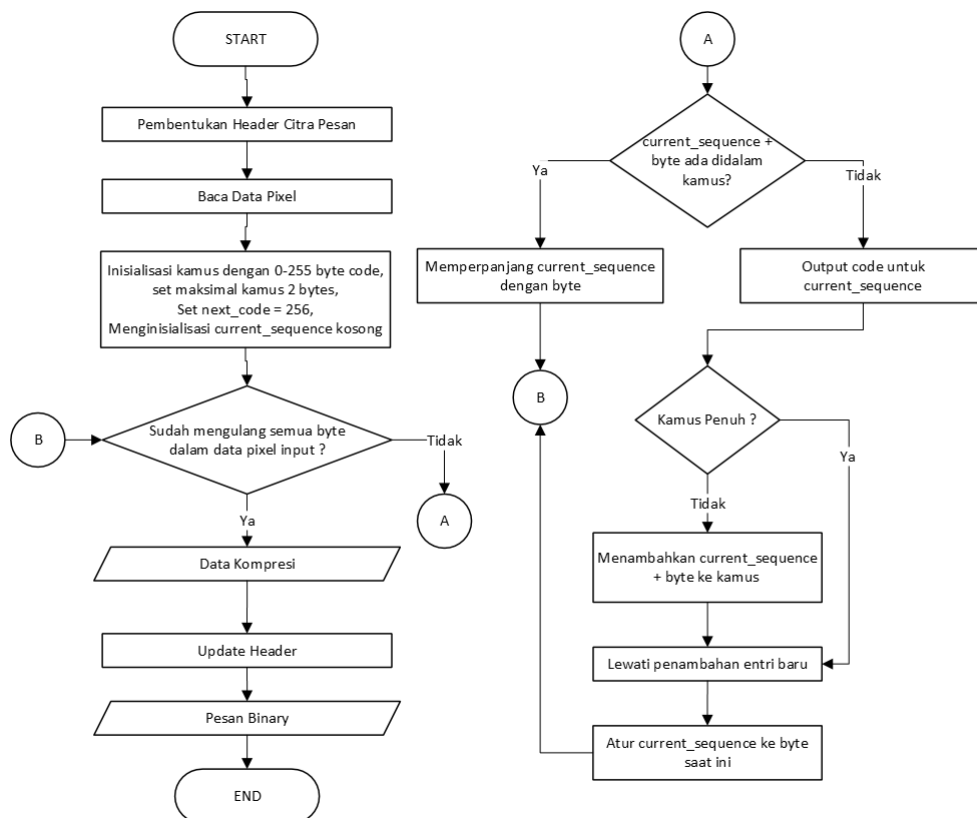 START
Pembentukan Header Citra Pesan
Baca Data Pixel
Inisialisasi kamus dengan 0-255 byte code,
set maksimal kamus 2 bytes,
Set next_code = 256,
Menginisialisasi current_sequence kosong
B
Sudah mengulang semua byte
dalam data pixel input ?
Tidak
A
Ya
Data Kompresi
Update Header
Pesan Binary
END
A
current_sequence +
byte ada didalam
kamus?
Ya
Tidak
Memperpanjang current_sequence
dengan byte
Output code untuk
current_sequence
B
Kamus Penuh ?
Ya
Tidak
Menambahkan current_sequence
+ byte ke kamus
Lewati penambahan entri baru
Atur current_sequence ke byte
saat ini